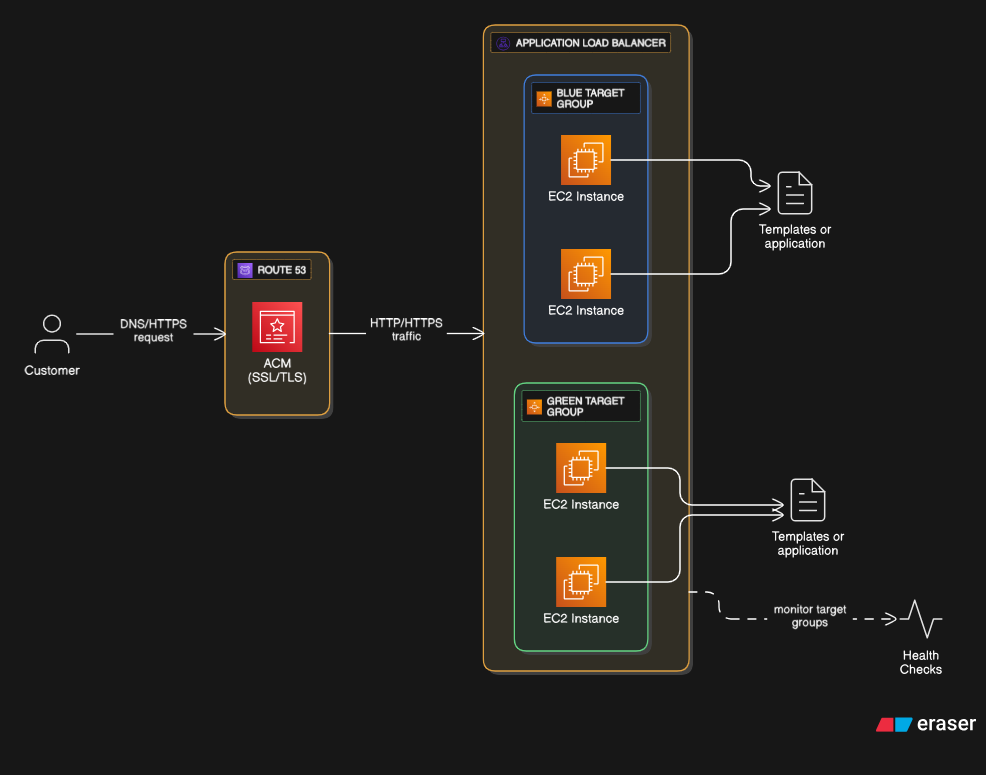 APPLICATION LOAD BALANCER
BLUE TARGET
GROUP
EC2 Instance
Templates or
application
EC2 Instance
ROUTE 53
DNS/HTTPS
request
HTTP/HTTPS
traffic
Customer
ACM
(SSL/TLS)
GREEN TARGET
GROUP
EC2 Instance
Templates or
application
EC2 Instance
monitor target
groups
Health
Checks
eraser